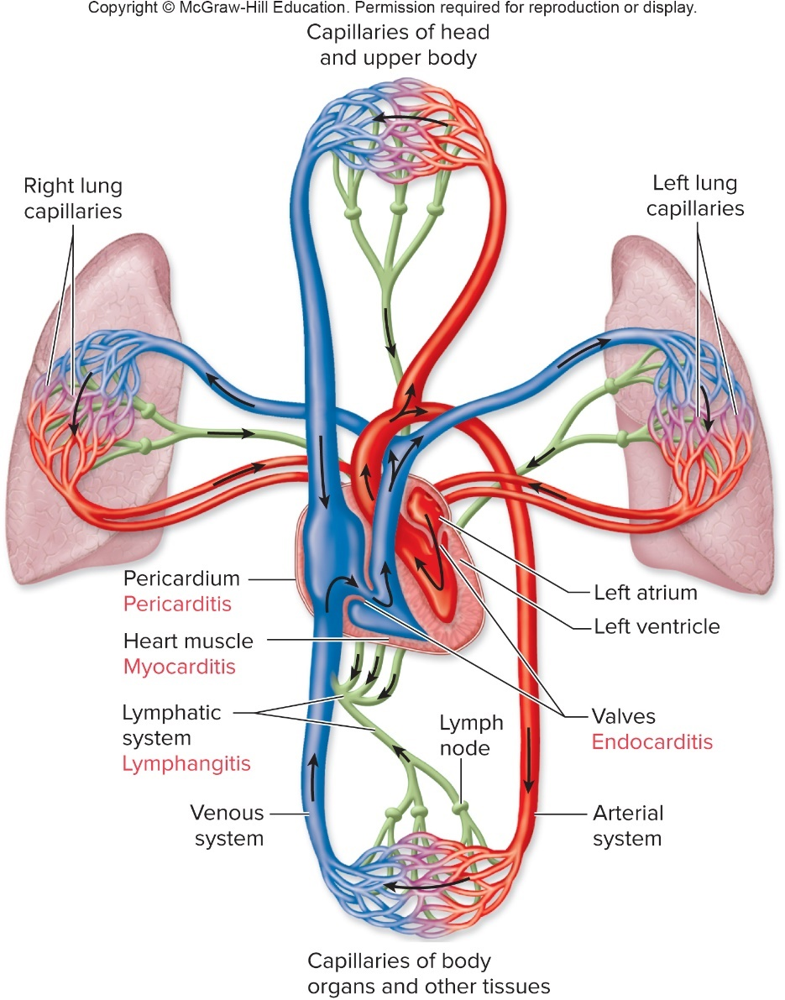 Copyright © McGraw-Hill Education. Permission required for reproduction or display.
Capillaries of head
and upper body
Right lung
capillaries
Left lung
capillaries
Pericardium
Pericarditis
Heart muscle
Myocarditis
Lymphatic
system
Lymphangitis
Venous
system
Lymph
node
Left atrium
Left ventricle
Valves
Endocarditis
Arterial
system
Capillaries of body
organs and other tissues